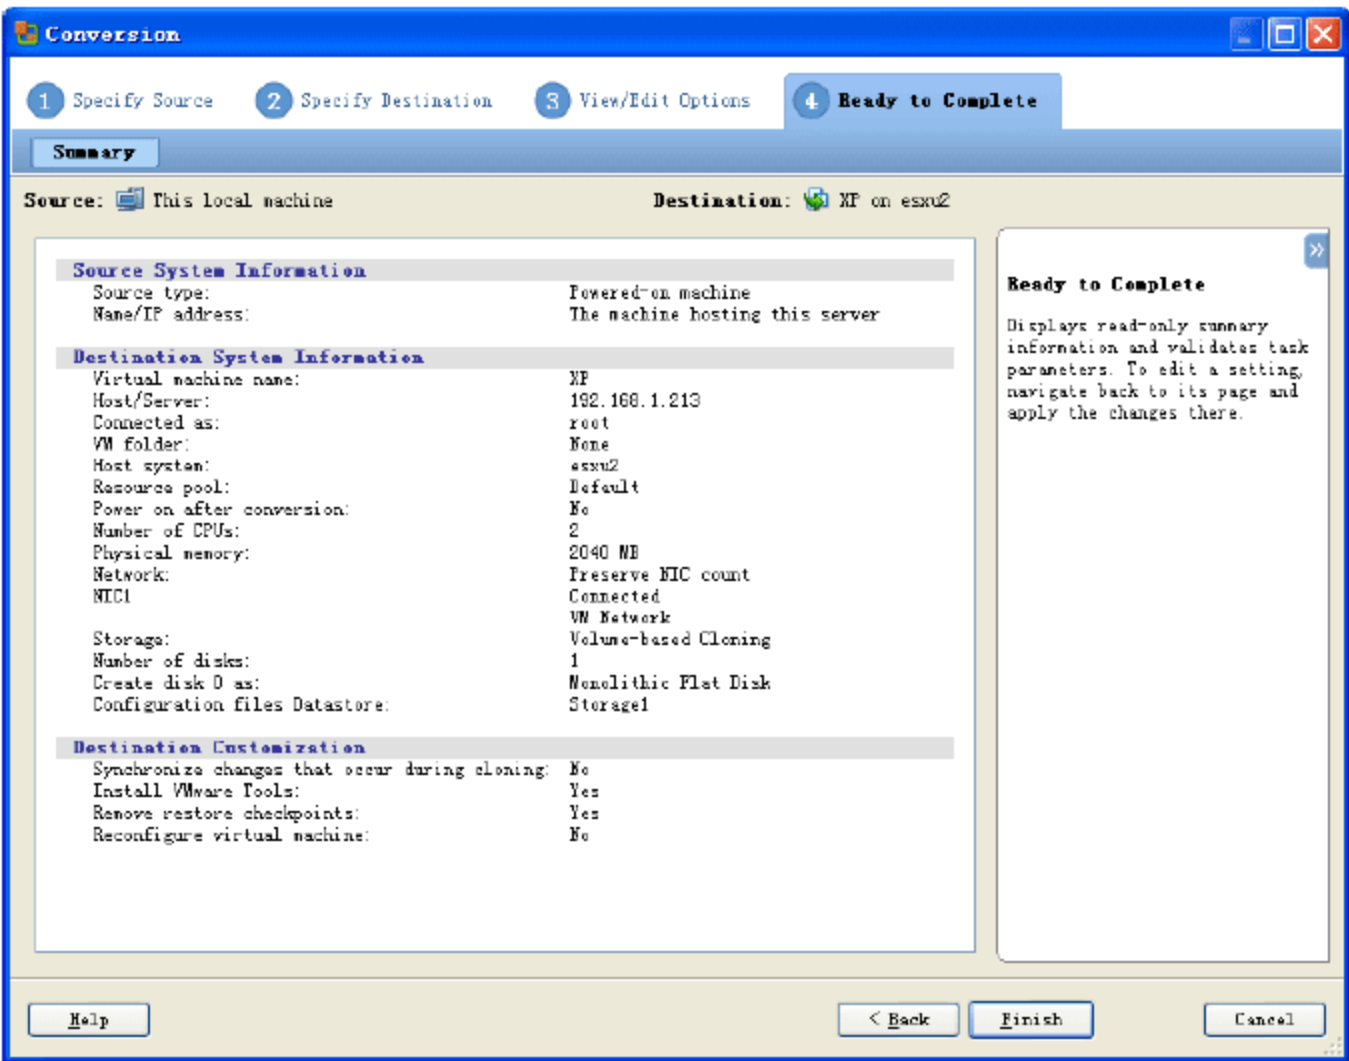 Conversion
1 Specify Source 2 Specify Destination 3 View/Edit Options 4 Ready to Complete
Summary
Source: This local machine Destination: XP on esxu2
Source System Information
Source type: Powered-on machine
Name/IP address: The machine hosting this server
Destination System Information
Virtual machine name: XP
Host/Server: 192.168.1.213
Connected as: root
VM folder: None
Host system: esxu2
Resource pool: Default
Power on after conversion: No
Number of CPUs: 2
Physical memory: 2040 MB
Network: Preserve NIC count
NIC1 Connected
VM Network
Storage: Volume-based Cloning
Number of disks: 1
Create disk 0 as: Monolithic Flat Disk
Configuration files Datastore: Storage1
Destination Customization
Synchronize changes that occur during cloning: No
Install VMware Tools: Yes
Remove restore checkpoints: Yes
Reconfigure virtual machine: No
»
Ready to Complete
Displays read-only summary
information and validates task
parameters. To edit a setting,
navigate back to its page and
apply the changes there.
Help < Back Finish Cancel